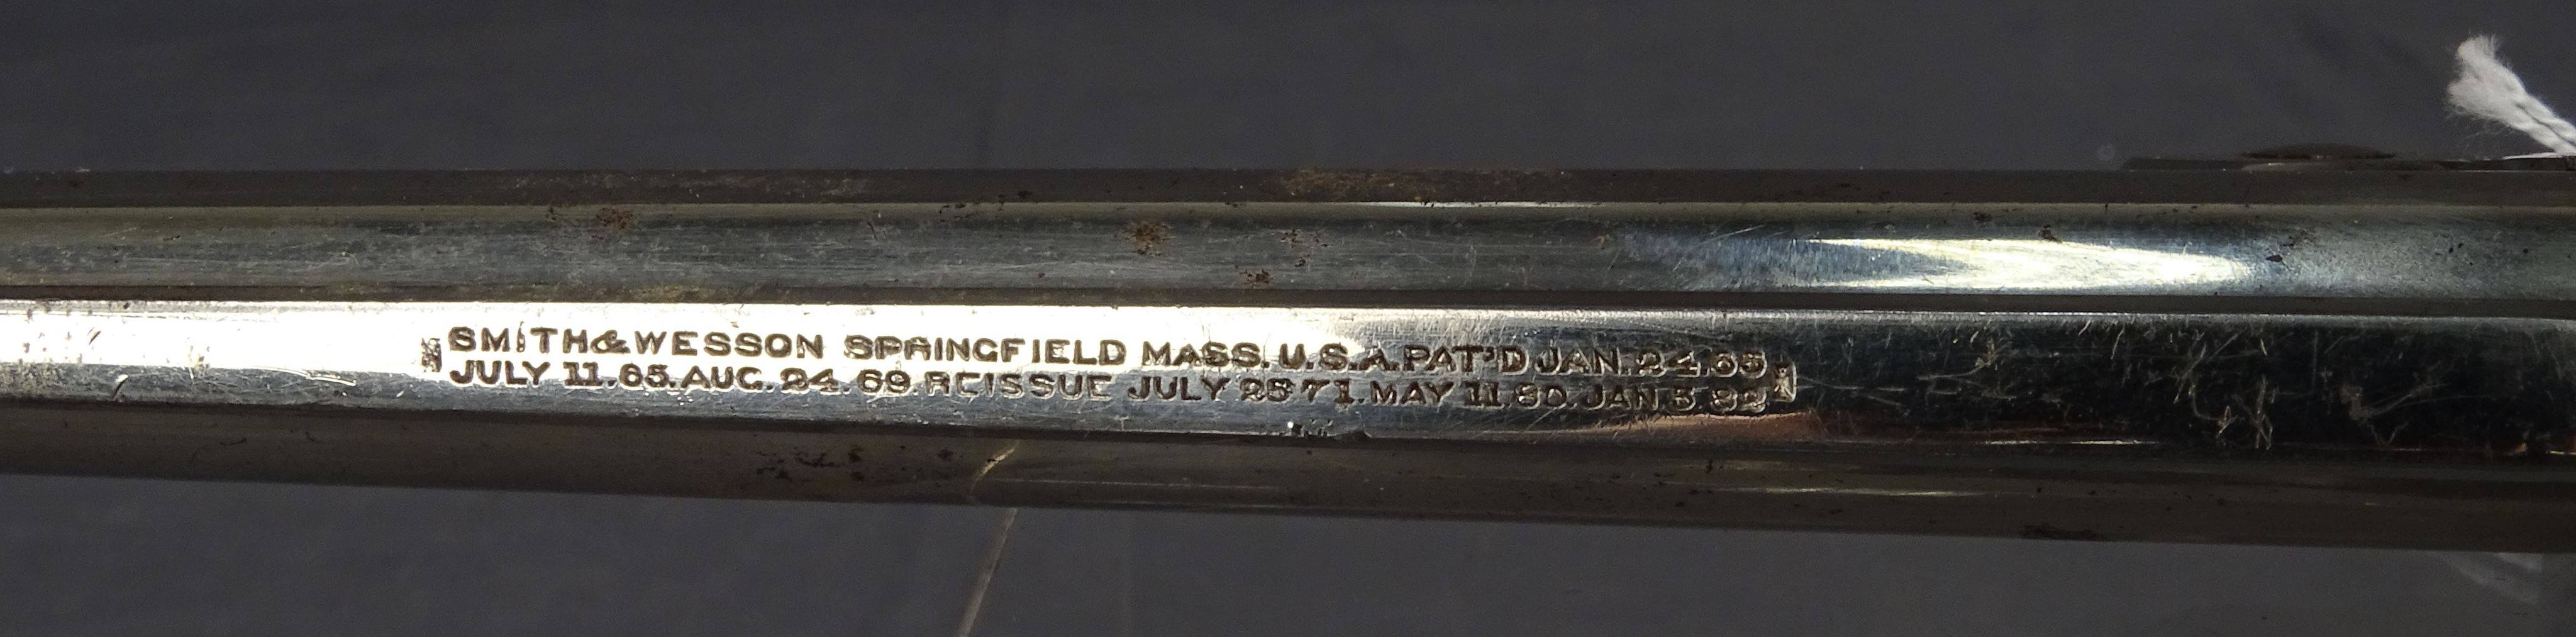 SMITH & WESSON SPRINGFIELD MASS. U.S.A. PAT'D JAN. 24. 65
JULY 11. 65. AUG. 24. 69. REISSUE JULY 25 71. MAY 11. 80. JAN 3 82